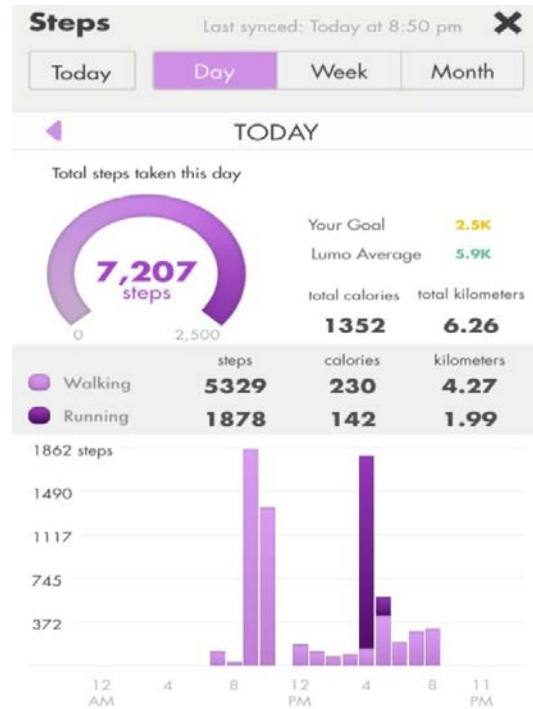 Steps
Last synced: Today at 8:50 pm
Today Day Week Month
TODAY
Total steps taken this day
7,207
steps
0 2,500
Your Goal 2.5K
Lumo Average 5.9K
total calories total kilometers
1352 6.26
steps calories kilometers
Walking 5329 230 4.27
Running 1878 142 1.99
1862 steps
1490
1117
745
372
12 AM 4 8 12 PM 4 8 11 PM